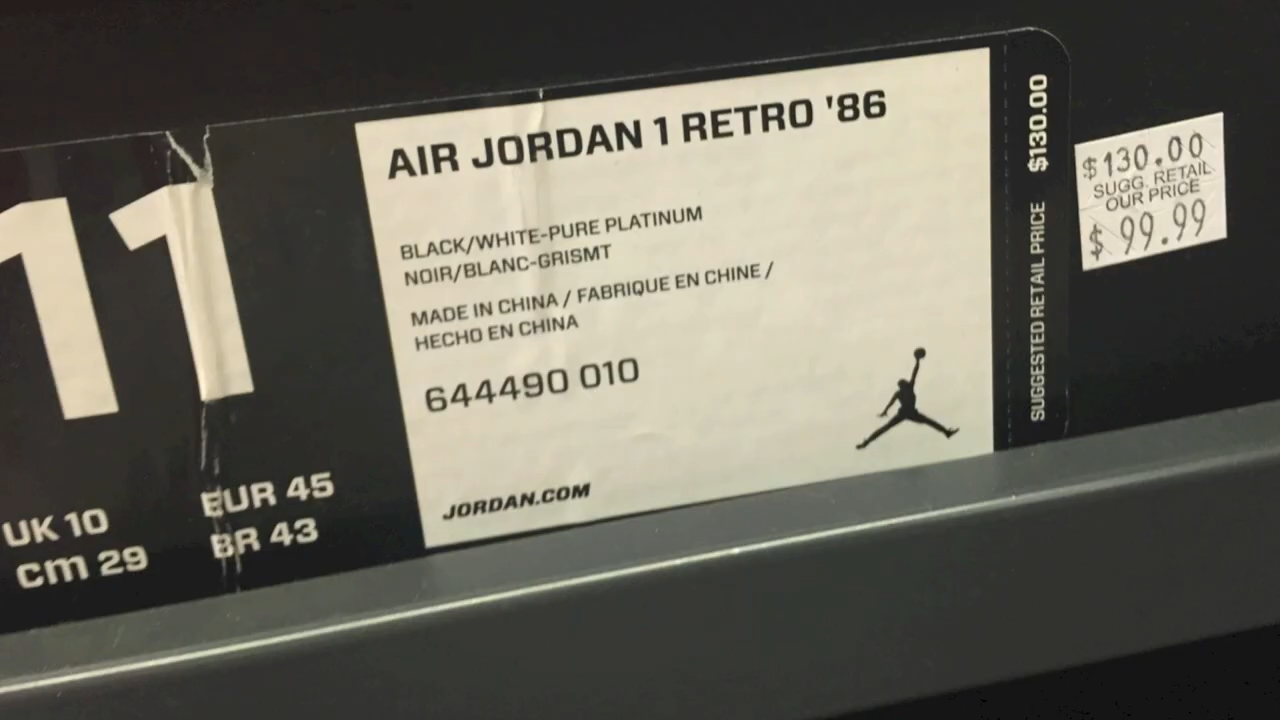 11
UK 10
cm 29
EUR 45
BR 43
AIR JORDAN 1 RETRO '86
BLACK/WHITE-PURE PLATINUM
NOIR/BLANC-GRISMT
MADE IN CHINA / FABRIQUE EN CHINE /
HECHO EN CHINA
644490 010
JORDAN.COM
SUGGESTED RETAIL PRICE $130.00
$130.00
SUGG. RETAIL
OUR PRICE
$ 99.99